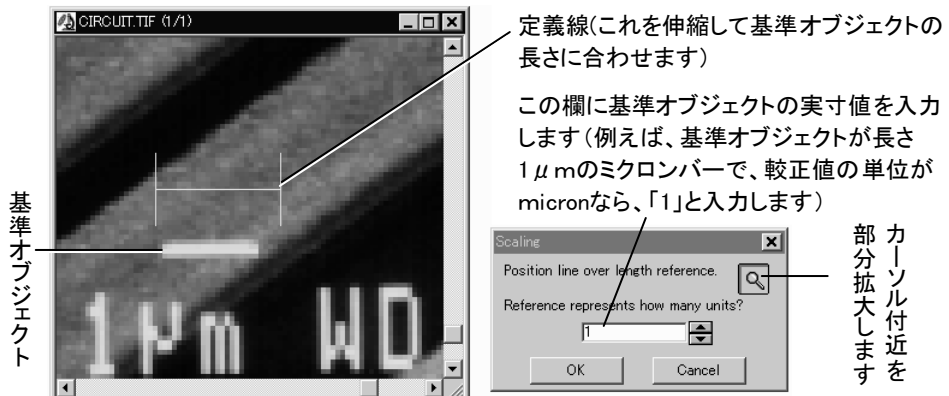 CIRCUIT.TIF (1/1)
定義線(これを伸縮して基準オブジェクトの
長さに合わせます)
この欄に基準オブジェクトの実寸値を入力
します(例えば、基準オブジェクトが長さ
1μmのミクロンバーで、較正値の単位が
micronなら、「1」と入力します)
基準オブジェクト
1μm WD
Scaling
Position line over length reference.
Reference represents how many units?
1
OK Cancel
カーソル付近を
部分拡大します